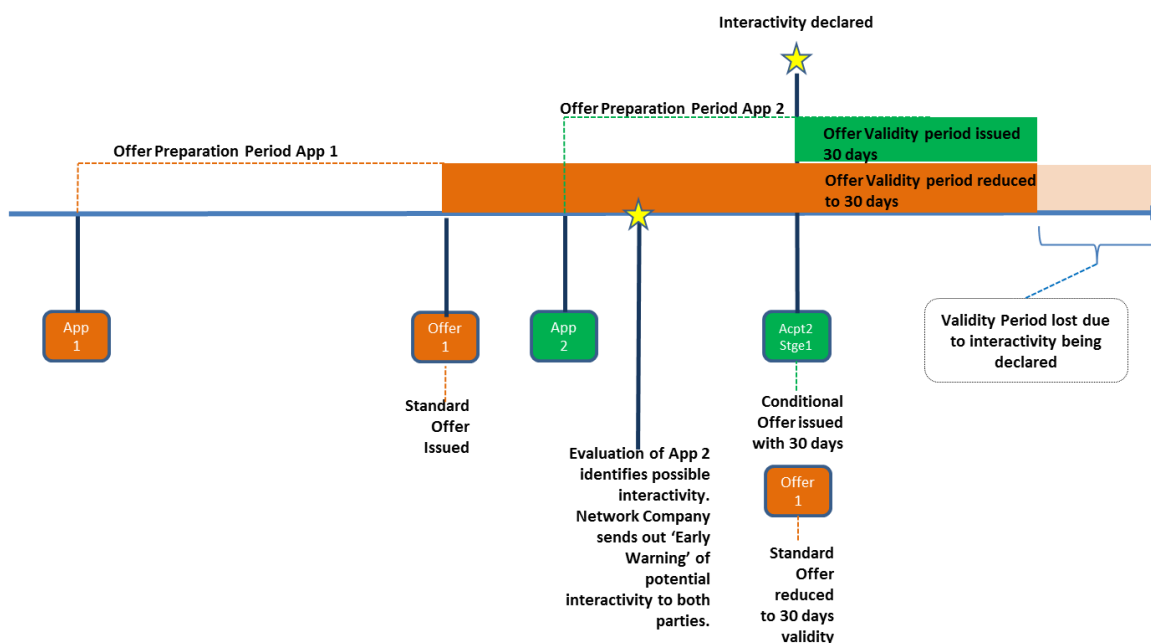 Interactivity declared
Offer Preparation Period App 2
Offer Validity period issued
30 days
Offer Preparation Period App 1
Offer Validity period reduced
to 30 days
App
1
Offer
1
App
2
Acpt2
Stge1
Validity Period lost due
to interactivity being
declared
Standard
Offer
Issued
Conditional
Offer issued
with 30 days
Evaluation of App 2
identifies possible
interactivity.
Network Company
sends out ‘Early
Warning’ of
potential
interactivity to both
parties.
Offer
1
Standard
Offer
reduced
to 30 days
validity